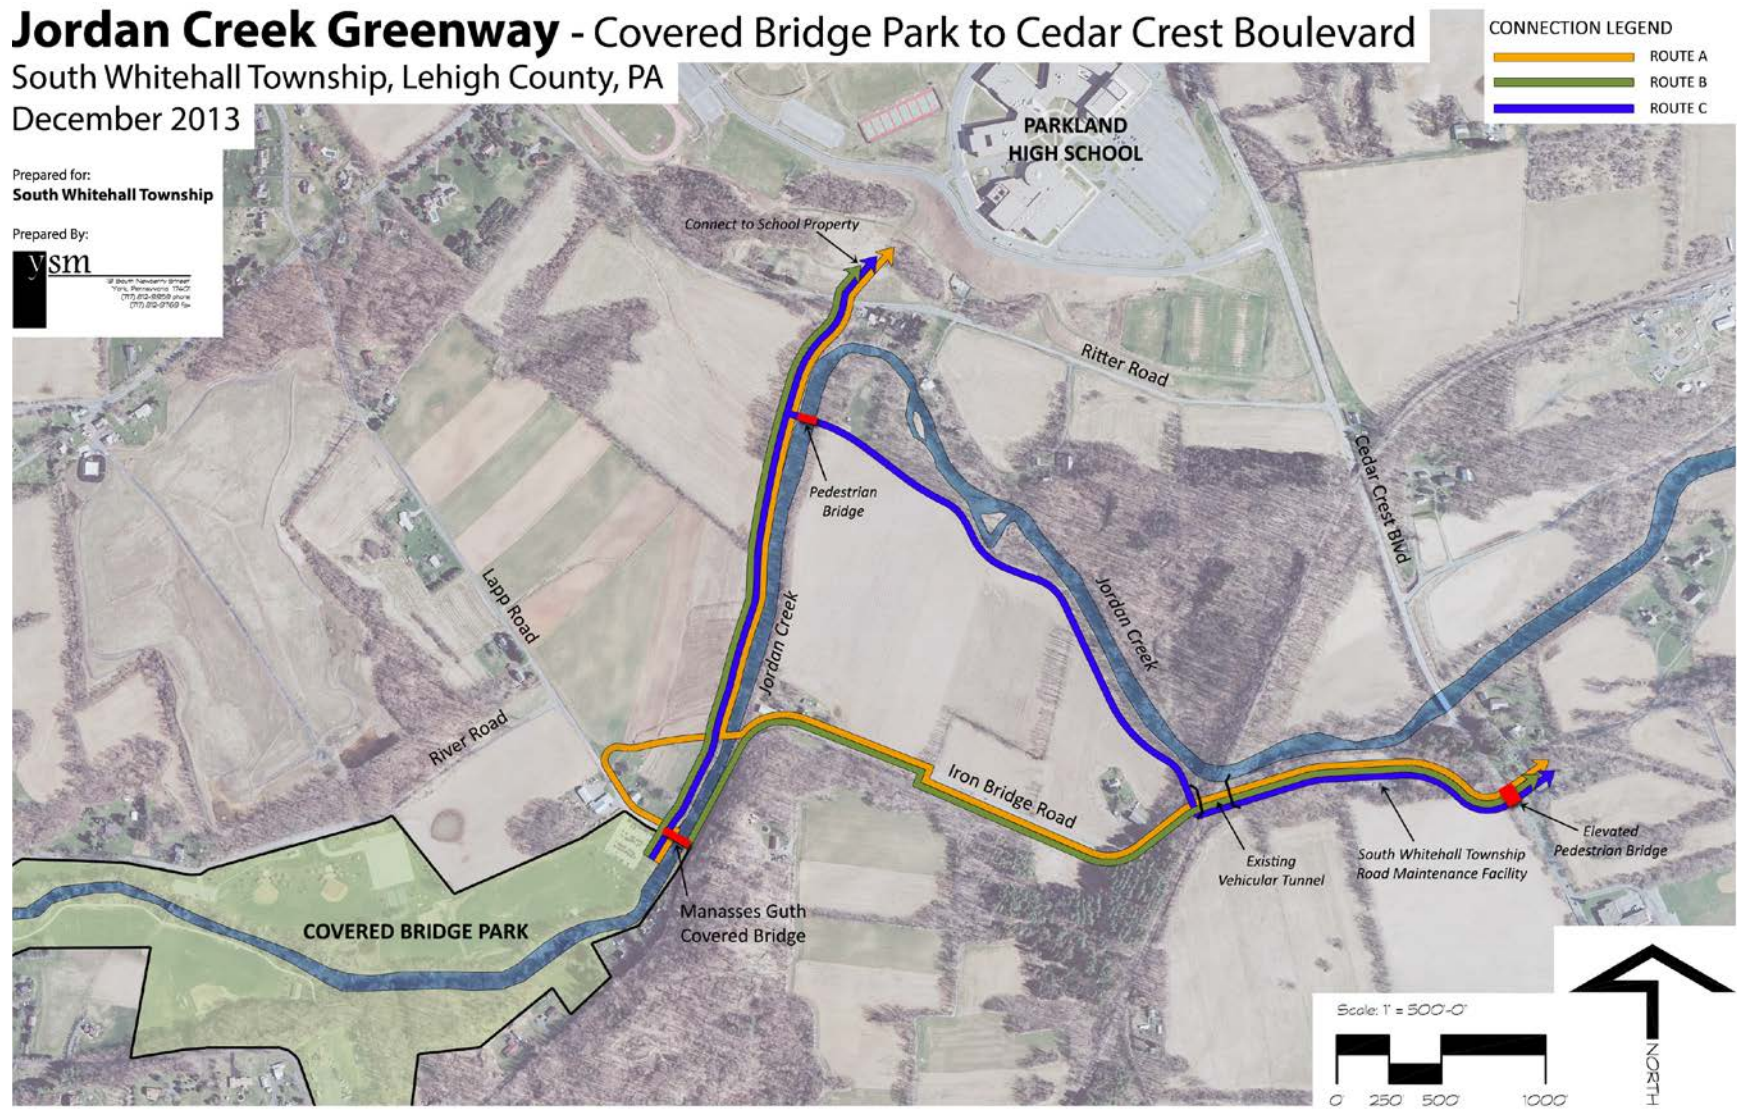 Jordan Creek Greenway - Covered Bridge Park to Cedar Crest Boulevard
South Whitehall Township, Lehigh County, PA
December 2013
Prepared for:
South Whitehall Township
Prepared By:
ysm
CONNECTION LEGEND
ROUTE A
ROUTE B
ROUTE C
PARKLAND
HIGH SCHOOL
Connect to School Property
Ritter Road
Cedar Crest Blvd
Pedestrian
Bridge
Lapp Road
Jordan Creek
Jordan Creek
River Road
Iron Bridge Road
Elevated
Pedestrian Bridge
Existing
Vehicular Tunnel
South Whitehall Township
Road Maintenance Facility
Manasses Guth
Covered Bridge
COVERED BRIDGE PARK
Scale: 1" = 500'-0"
0' 250' 500' 1000'
NORTH